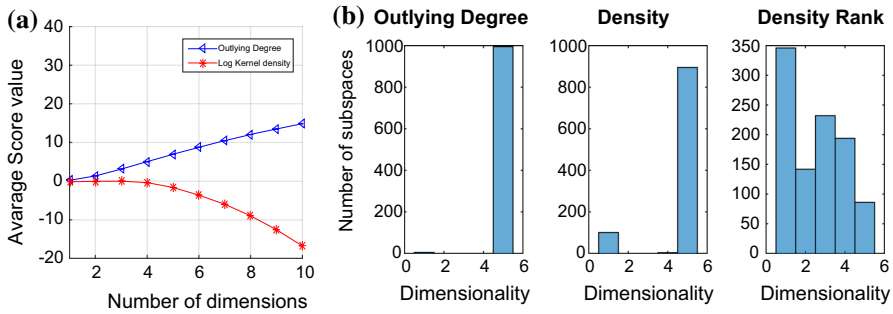 (a)
Avarage Score value
40
30
20
10
0
-10
-20
2 4 6 8 10
Number of dimensions
Outlying Degree
Log Kernel density
(b)
Outlying Degree
Number of subspaces
1000
800
600
400
200
0
0 2 4 6
Dimensionality
Density
1000
800
600
400
200
0
0 2 4 6
Dimensionality
Density Rank
350
300
250
200
150
100
50
0
0 2 4 6
Dimensionality